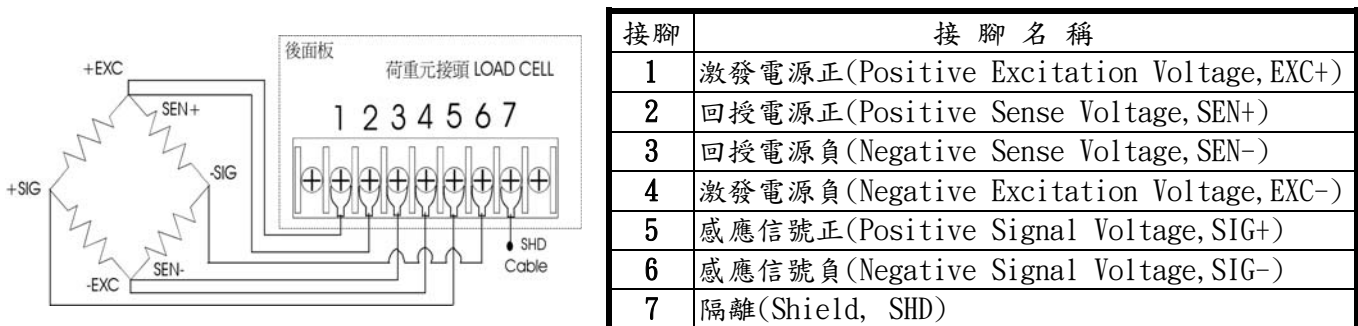 後面板
荷重元接頭 LOAD CELL
+EXC
SEN+
1 2 3 4 5 6 7
-SIG
+SIG
SHD
Cable
SEN-
-EXC
接腳 接 腳 名 稱
1 激發電源正(Positive Excitation Voltage,EXC+)
2 回授電源正(Positive Sense Voltage,SEN+)
3 回授電源負(Negative Sense Voltage,SEN-)
4 激發電源負(Negative Excitation Voltage,EXC-)
5 感應信號正(Positive Signal Voltage,SIG+)
6 感應信號負(Negative Signal Voltage,SIG-)
7 隔離(Shield, SHD)